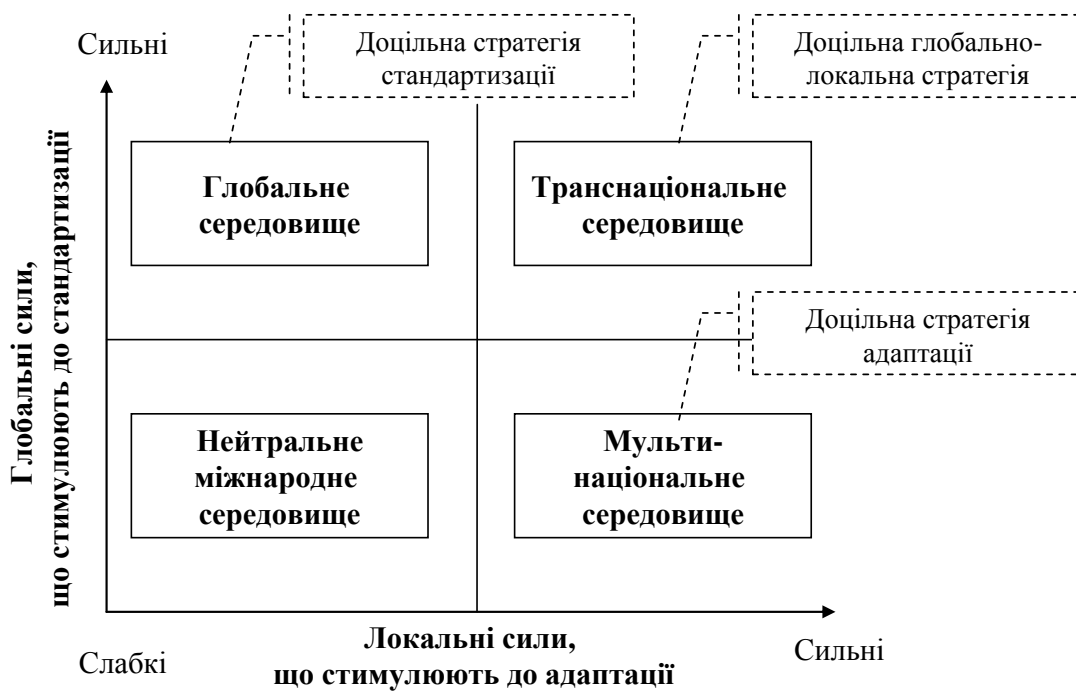 Сильні
Доцільна стратегія
стандартизації
Доцільна глобально-
локальна стратегія
Глобальне
середовище
Транснаціональне
середовище
Глобальні сили,
що стимулюють до стандартизації
Доцільна стратегія
адаптації
Нейтральне
міжнародне
середовище
Мульти-
національне
середовище
Слабкі
Локальні сили,
що стимулюють до адаптації
Сильні